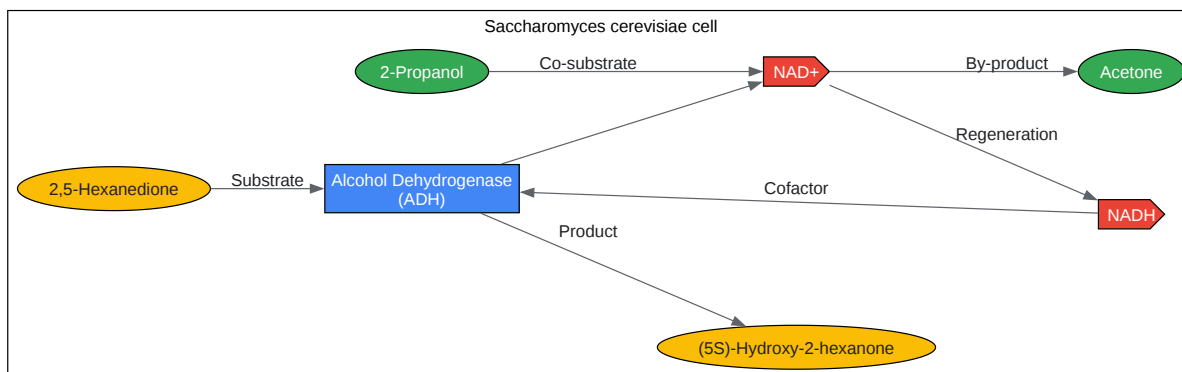 Saccharomyces cerevisiae cell
2-Propanol
Co-substrate
NAD+
By-product
Acetone
Regeneration
2,5-Hexanedione
Substrate
Alcohol Dehydrogenase
(ADH)
Cofactor
NADH
Product
(5S)-Hydroxy-2-hexanone